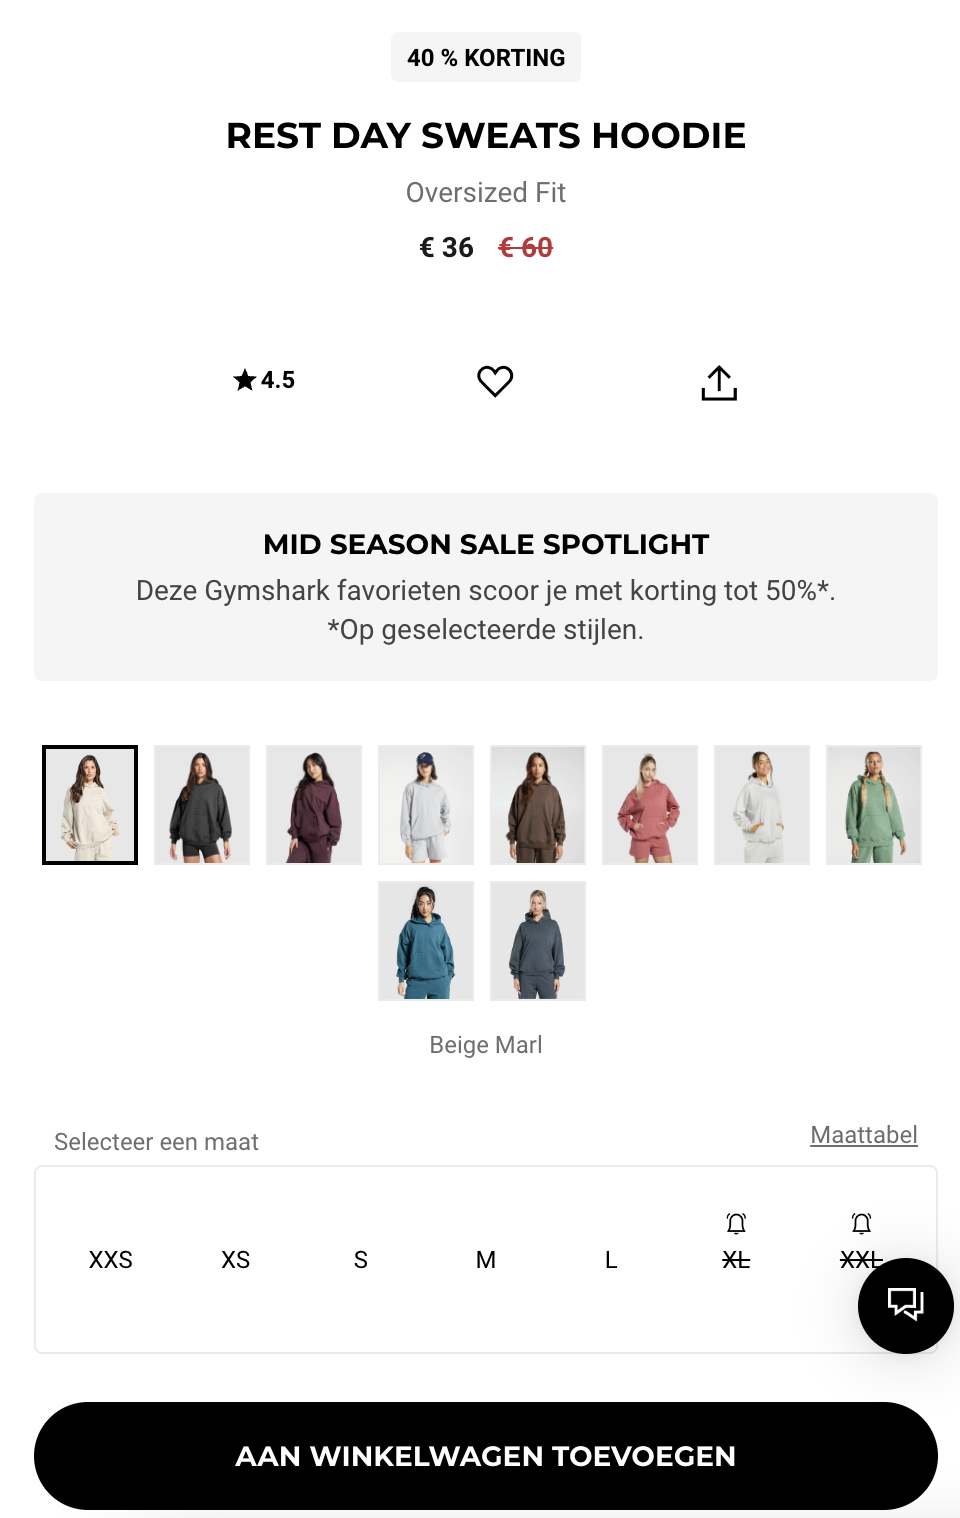 40 % KORTING
REST DAY SWEATS HOODIE
Oversized Fit
€ 36 € 60
4.5
MID SEASON SALE SPOTLIGHT
Deze Gymshark favorieten scoor je met korting tot 50%*.
*Op geselecteerde stijlen.
Beige Marl
Selecteer een maat
Maattabel
XXS XS S M L XL XXL
AAN WINKELWAGEN TOEVOEGEN